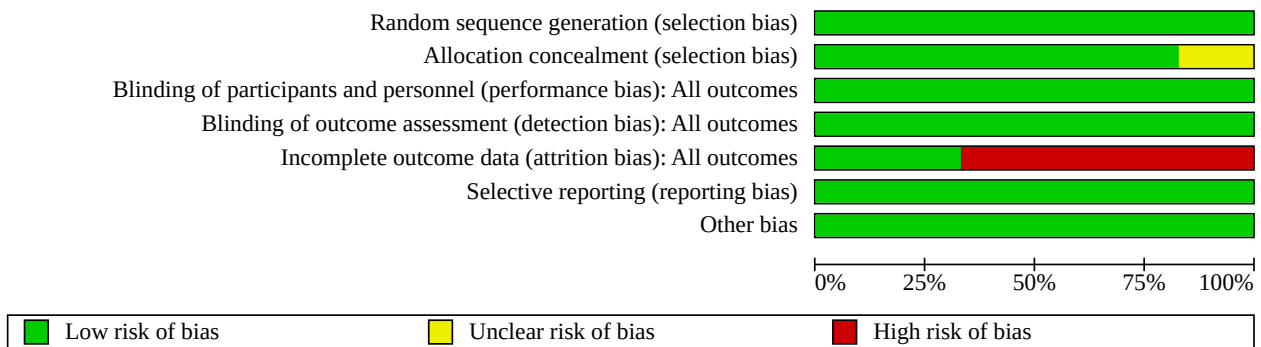 Random sequence generation (selection bias)
Allocation concealment (selection bias)
Blinding of participants and personnel (performance bias): All outcomes
Blinding of outcome assessment (detection bias): All outcomes
Incomplete outcome data (attrition bias): All outcomes
Selective reporting (reporting bias)
Other bias
0% 25% 50% 75% 100%
Low risk of bias Unclear risk of bias High risk of bias